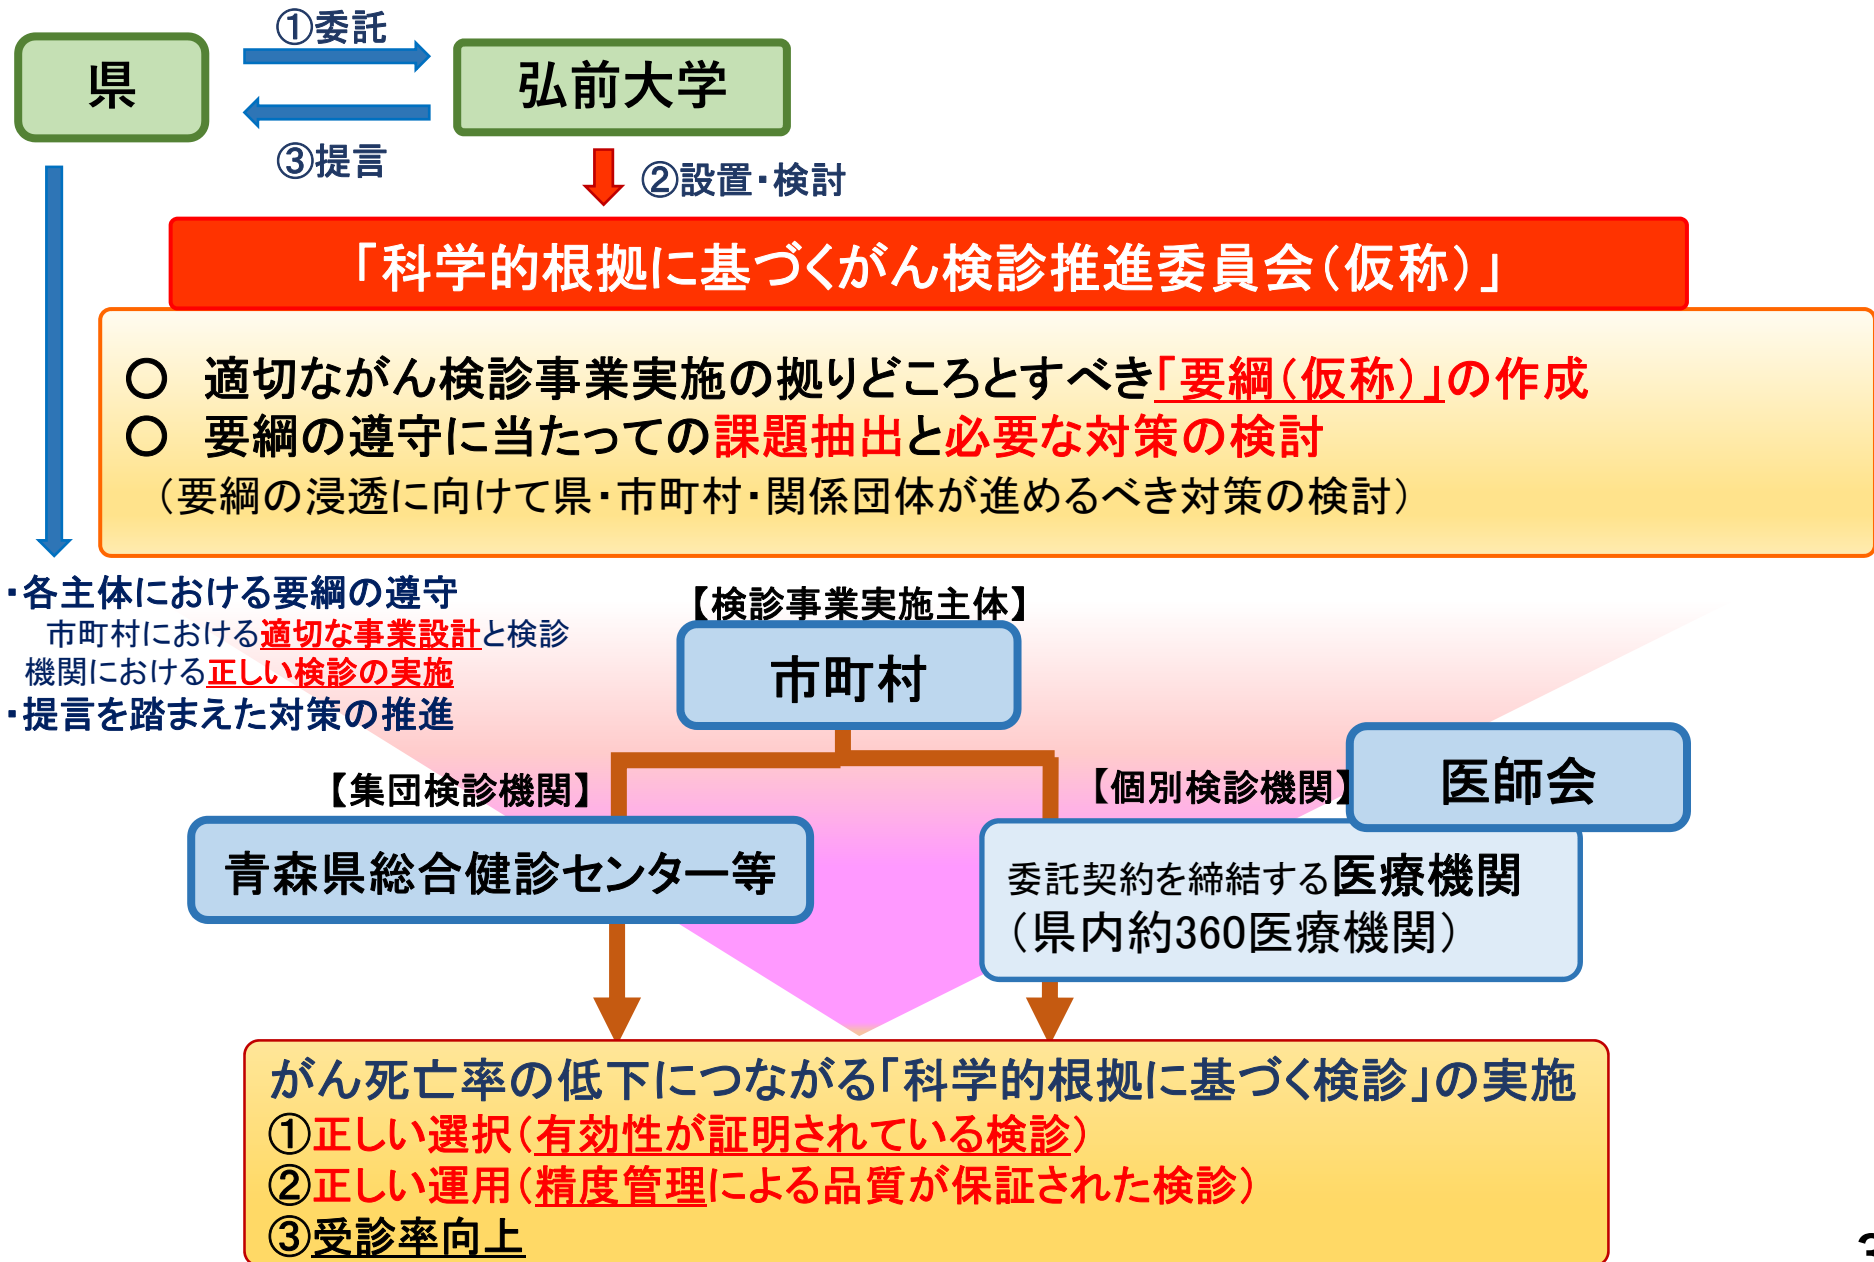 ①委託
県
弘前大学
③提言
②設置・検討
「科学的根拠に基づくがん検診推進委員会（仮称）」
○　適切ながん検診事業実施の拠りどころとすべき「要綱（仮称）」の作成
○　要綱の遵守に当たっての課題抽出と必要な対策の検討
（要綱の浸透に向けて県・市町村・関係団体が進めるべき対策の検討）
・各主体における要綱の遵守
市町村における適切な事業設計と検診
機関における正しい検診の実施
・提言を踏まえた対策の推進
【検診事業実施主体】
市町村
【集団検診機関】
青森県総合健診センター等
【個別検診機関】
医師会
委託契約を締結する医療機関
（県内約360医療機関）
がん死亡率の低下につながる「科学的根拠に基づく検診」の実施
①正しい選択（有効性が証明されている検診）
②正しい運用（精度管理による品質が保証された検診）
③受診率向上